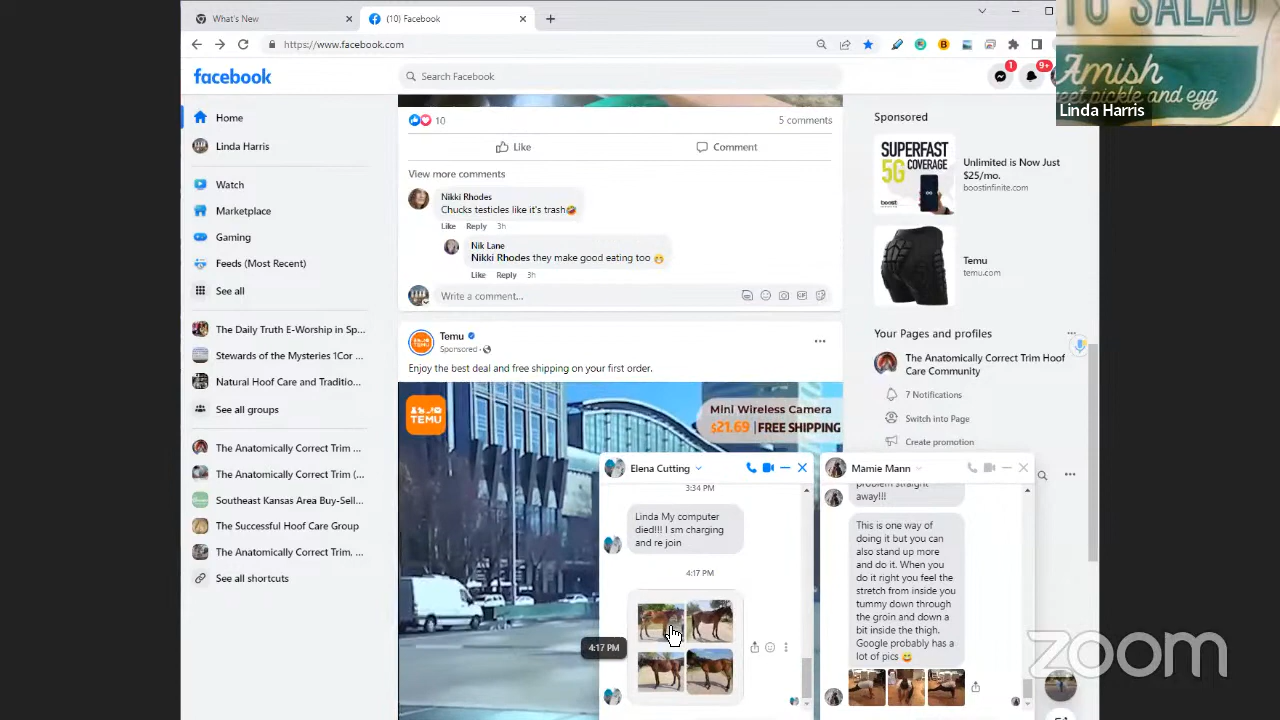 What's New
(10) Facebook
https://www.facebook.com
TO SALAD
Amish
sweet pickle and egg
Linda Harris
facebook
Search Facebook
1
9+
Home
Linda Harris
Watch
Marketplace
Gaming
Feeds (Most Recent)
See all
The Daily Truth E-Worship in Sp...
Stewards of the Mysteries 1Cor ...
Natural Hoof Care and Traditio...
See all groups
The Anatomically Correct Trim ...
The Anatomically Correct Trim (...
Southeast Kansas Area Buy-Sell...
The Successful Hoof Care Group
The Anatomically Correct Trim. ...
See all shortcuts
10
5 comments
Like
Comment
View more comments
Nikki Rhodes
Chucks testicles like it's trash🤣
Like Reply 3h
Nik Lane
Nikki Rhodes they make good eating too 😁
Like Reply 3h
Write a comment...
GIF
Temu
Sponsored ·
Enjoy the best deal and free shipping on your first order.
TEMU
Mini Wireless Camera
$21.69 | FREE SHIPPING
Sponsored
SUPERFAST
5G COVERAGE
boost
Unlimited is Now Just
$25/mo.
boostinfinite.com
Temu
temu.com
Your Pages and profiles
The Anatomically Correct Trim Hoof
Care Community
7 Notifications
Switch into Page
Create promotion
Elena Cutting
3:34 PM
Linda My computer
died!!! I sm charging
and re join
4:17 PM
4:17 PM
Mamie Mann
problem straight
away!!!
This is one way of
doing it but you can
also stand up more
and do it. When you
do it right you feel the
stretch from inside you
tummy down through
the groin and down a
bit inside the thigh.
Google probably has a
lot of pics 😅
zoom